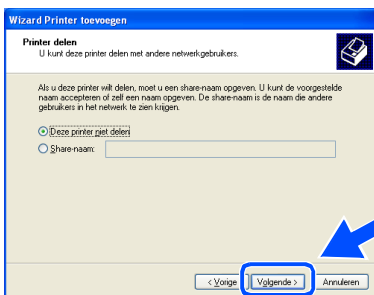 Wizard Printer toevoegen
Printer delen
U kunt deze printer delen met andere netwerkgebruikers.
Als u deze printer wilt delen, moet u een share-naam opgeven. U kunt de voorgestelde
naam accepteren of zelf een naam opgeven. De share-naam is de naam die andere
gebruikers in het netwerk te zien krijgen.
Deze printer niet delen
Share-naam:
< Vorige
Volgende >
Annuleren